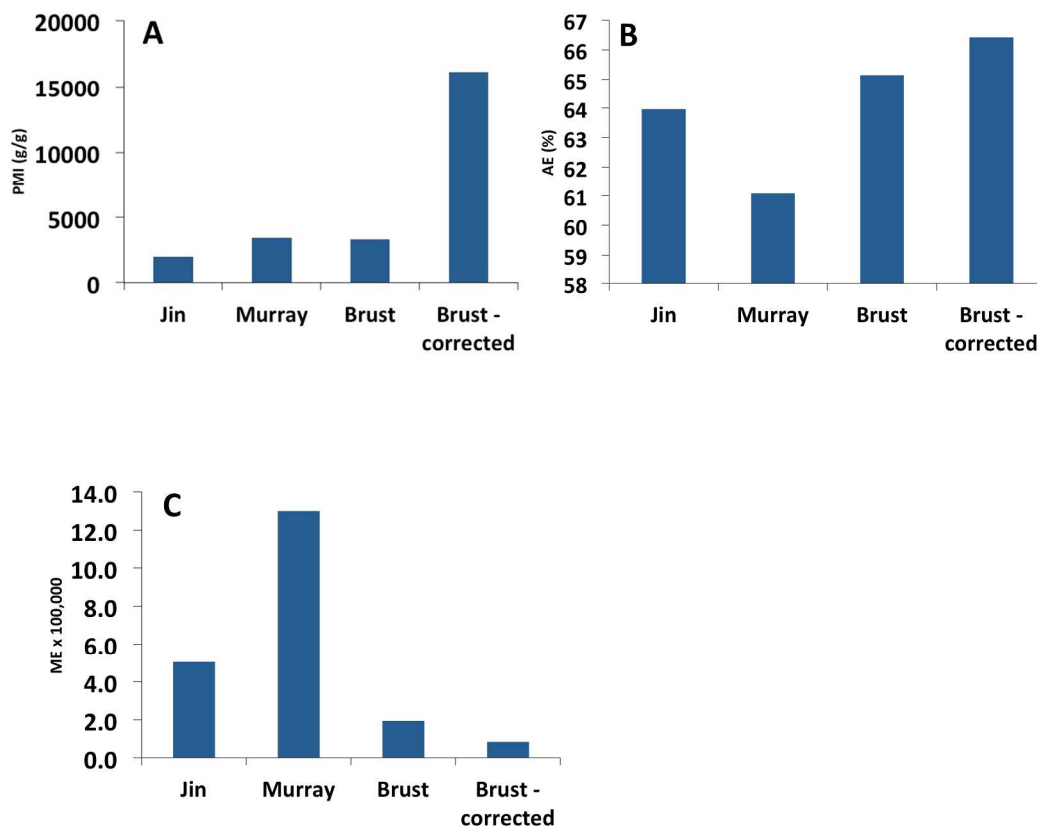 A
PMI (g/g)
20000
15000
10000
5000
0
Jin
Murray
Brust
Brust -
corrected
B
AE (%)
67
66
65
64
63
62
61
60
59
58
Jin
Murray
Brust
Brust -
corrected
C
ME x 100,000
14.0
12.0
10.0
8.0
6.0
4.0
2.0
0.0
Jin
Murray
Brust
Brust -
corrected